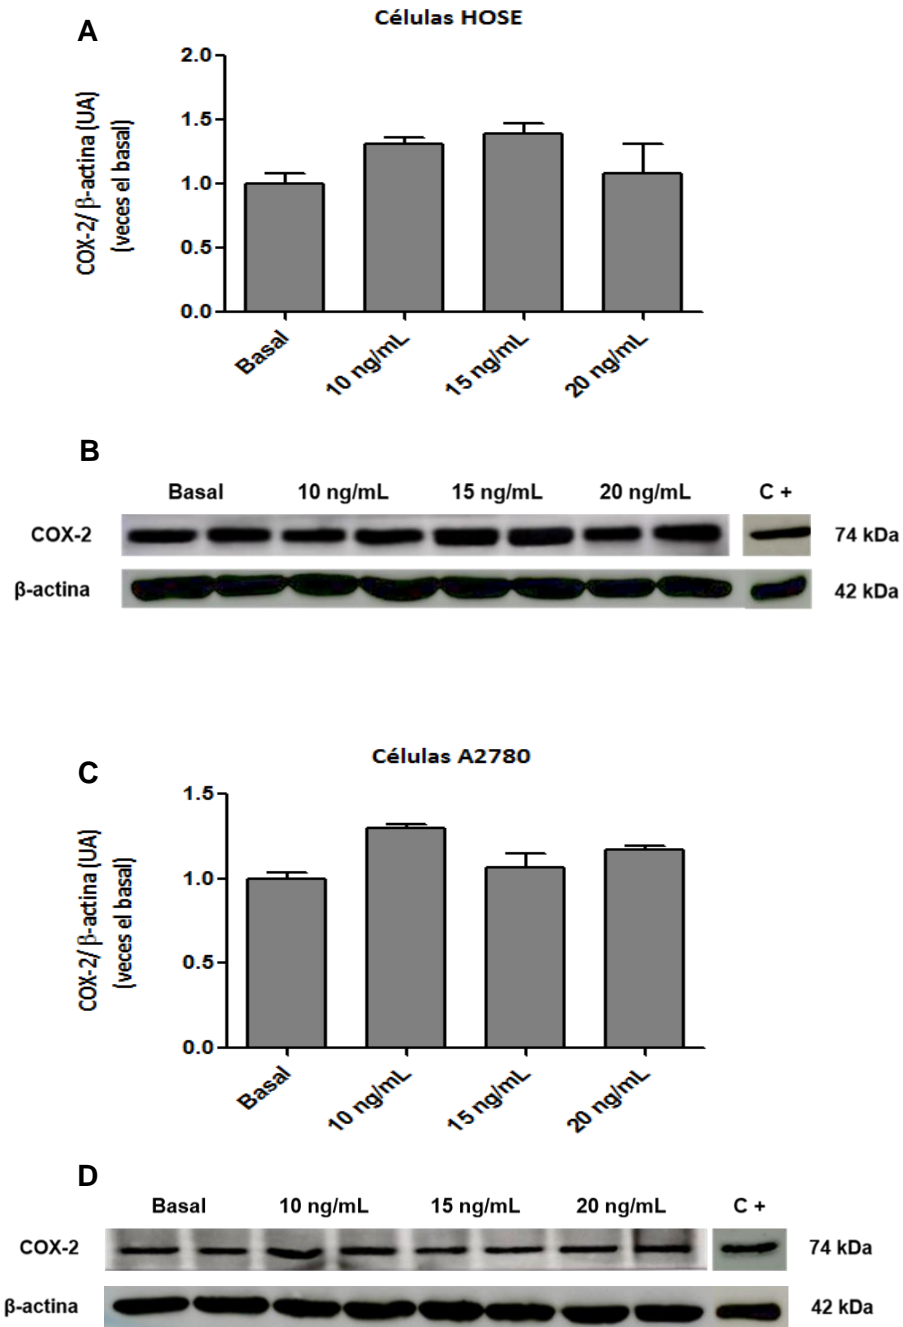 A
Células HOSE
COX-2/ β-actina (UA)
(veces el basal)
2.0
1.5
1.0
0.5
0.0
Basal
10 ng/mL
15 ng/mL
20 ng/mL
B
Basal 10 ng/mL 15 ng/mL 20 ng/mL C +
COX-2 74 kDa
β-actina 42 kDa
C
Células A2780
COX-2/ β-actina (UA)
(veces el basal)
1.5
1.0
0.5
0.0
Basal
10 ng/mL
15 ng/mL
20 ng/mL
D
Basal 10 ng/mL 15 ng/mL 20 ng/mL C +
COX-2 74 kDa
β-actina 42 kDa